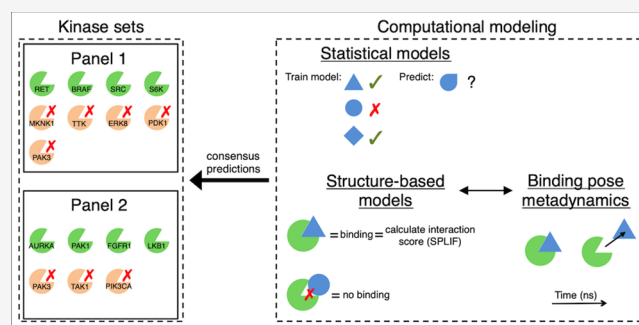 Kinase sets
Panel 1
RET BRAF SRC S6K
MKNK1 TTK ERK8 PDK1
PAK3
Panel 2
AURKA PAK1 FGFR1 LKB1
PAK3 TAK1 PIK3CA
consensus
predictions
Computational modeling
Statistical models
Train model: Predict: ?
Structure-based
models
Binding pose
metadynamics
= binding = calculate interaction
score (SPLIF)
= no binding
Time (ns)